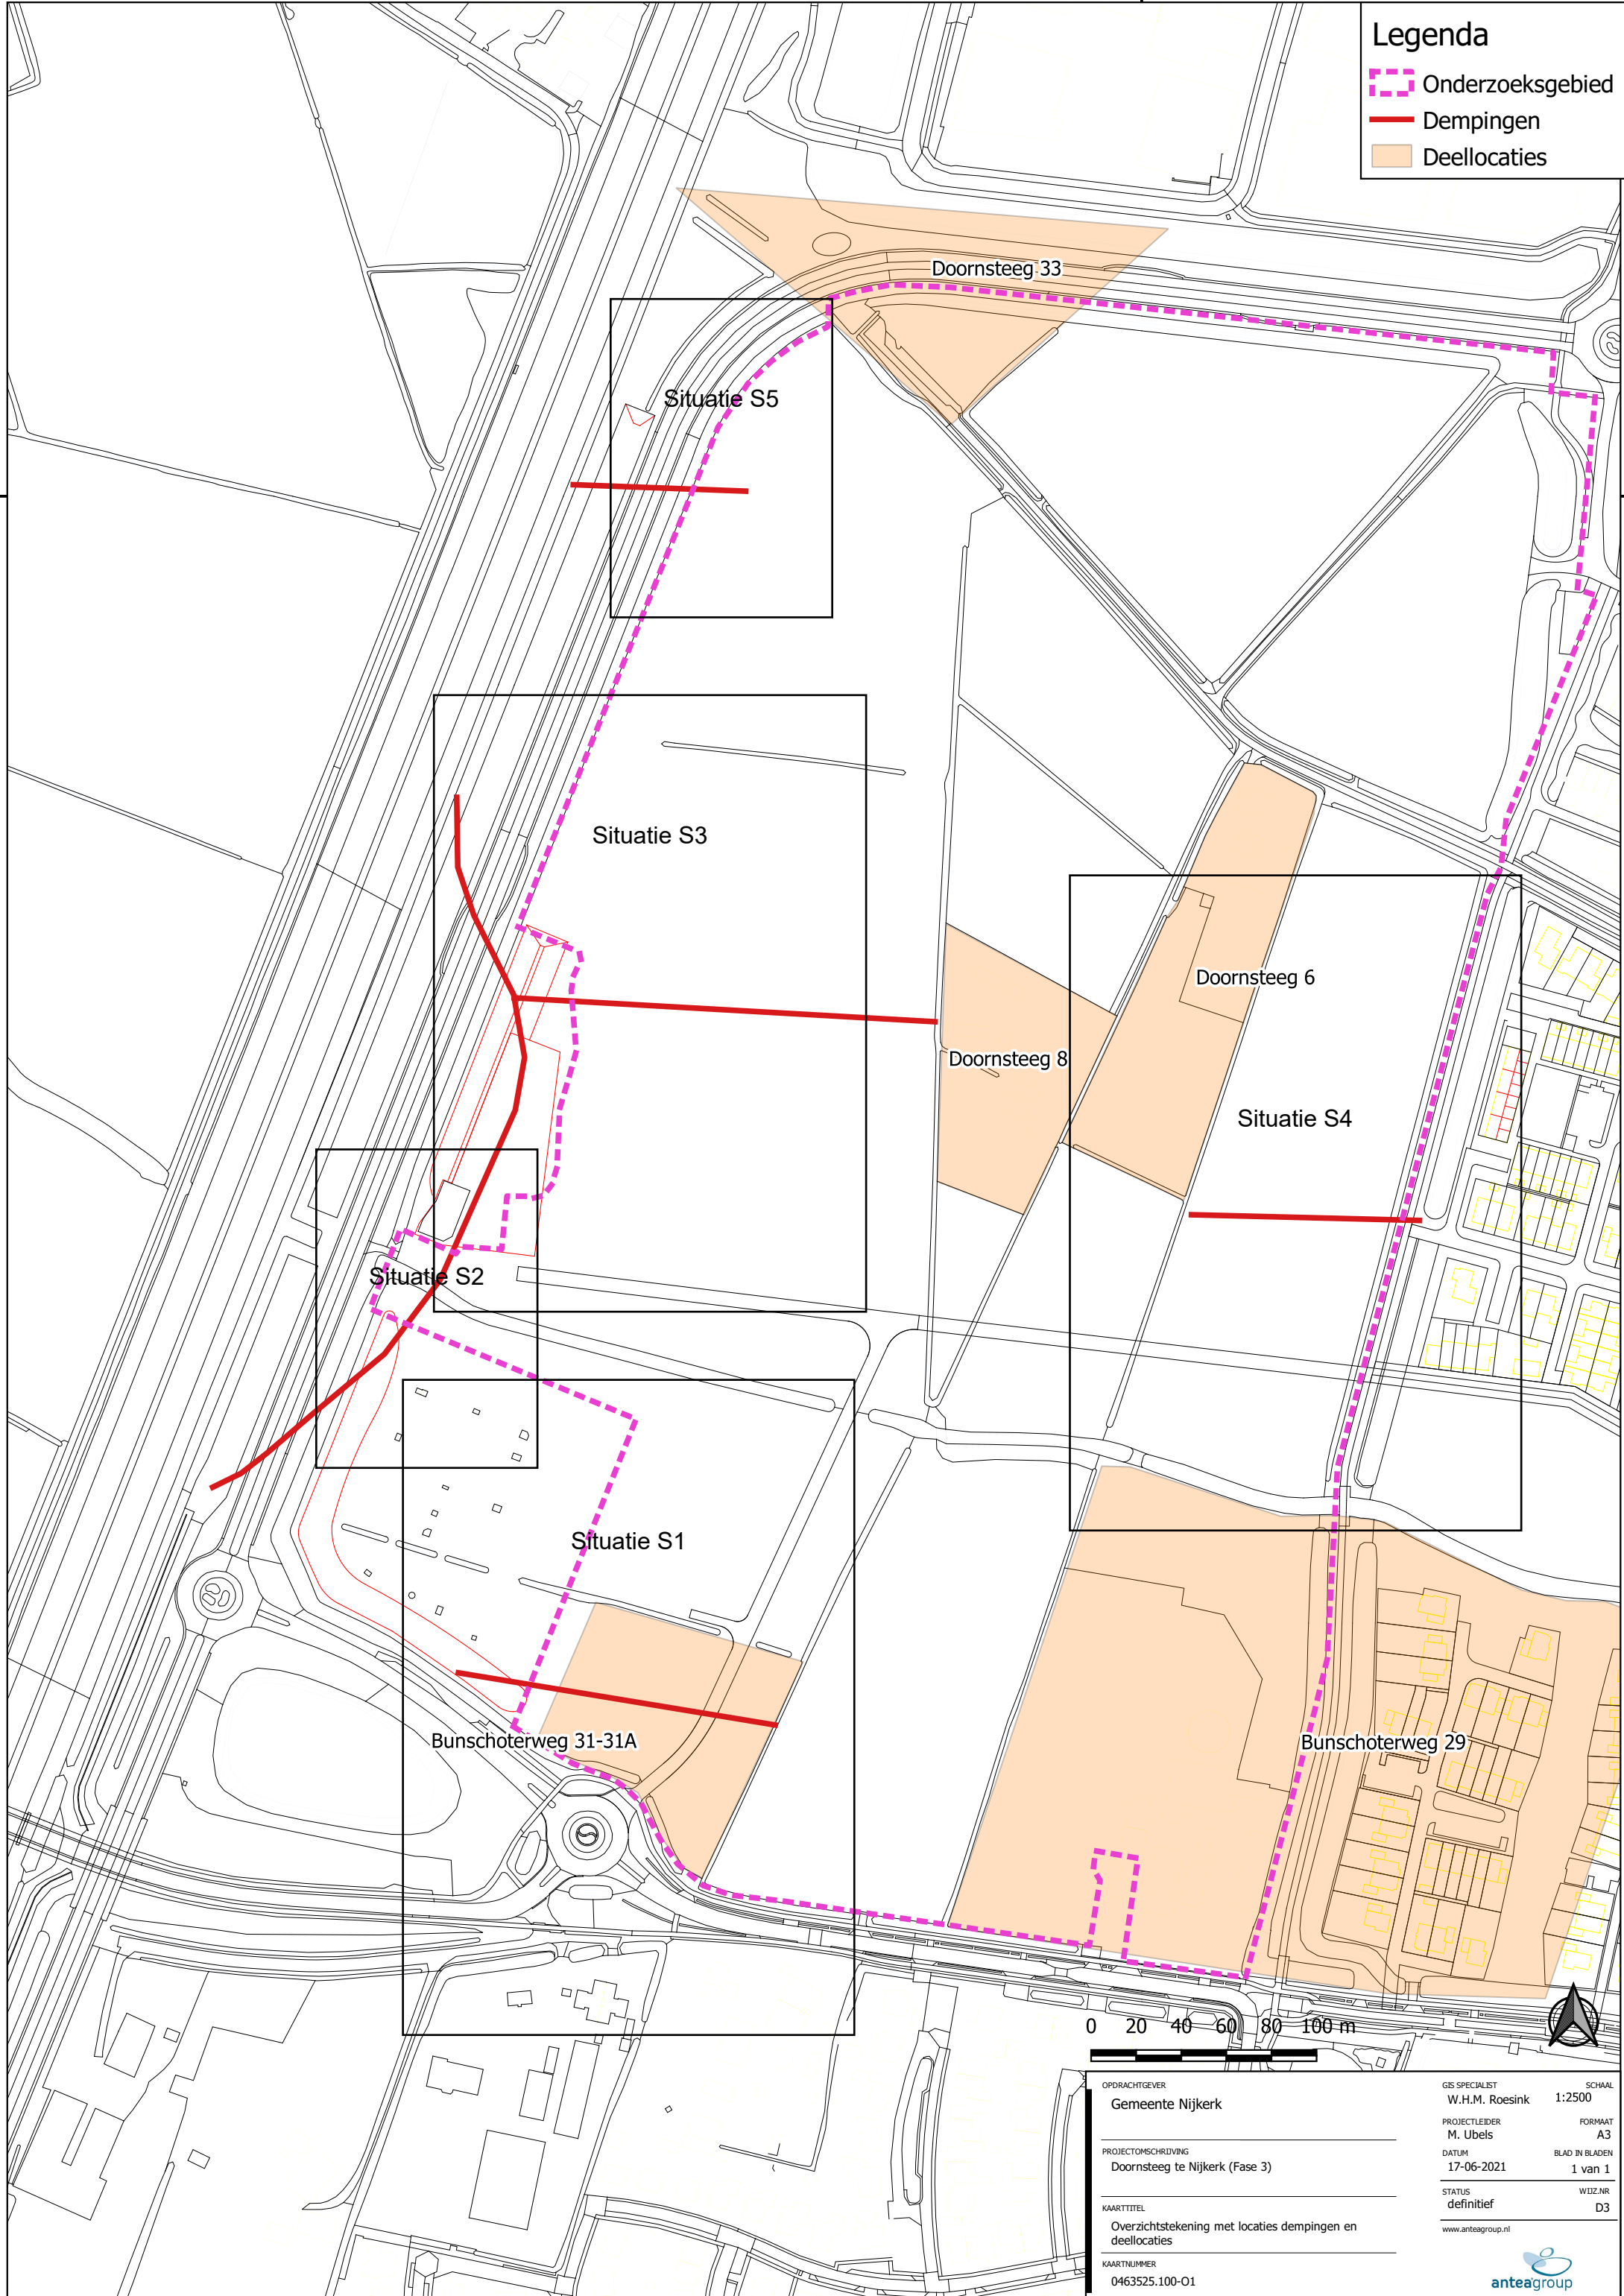 Legenda
Onderzoeksgebied
Dempingen
Deellocaties
Doornsteeg 33
Situatie S5
Situatie S3
Doornsteeg 6
Doornsteeg 8
Situatie S4
Situatie S2
Situatie S1
Bunschoterweg 31-31A
Bunschoterweg 29
0 20 40 60 80 100 m
OPDRACHTGEVER
Gemeente Nijkerk
PROJECTOMSCHRIJVING
Doornsteeg te Nijkerk (Fase 3)
KAARTTITEL
Overzichtstekening met locaties dempingen en
deellocaties
KAARTNUMMER
0463525.100-O1
GIS SPECIALIST SCHAAL
W.H.M. Roesink 1:2500
PROJECTLEIDER FORMAAT
M. Ubels A3
DATUM BLAD IN BLADEN
17-06-2021 1 van 1
STATUS WIJZ.NR
definitief D3
www.anteagroup.nl
anteagroup